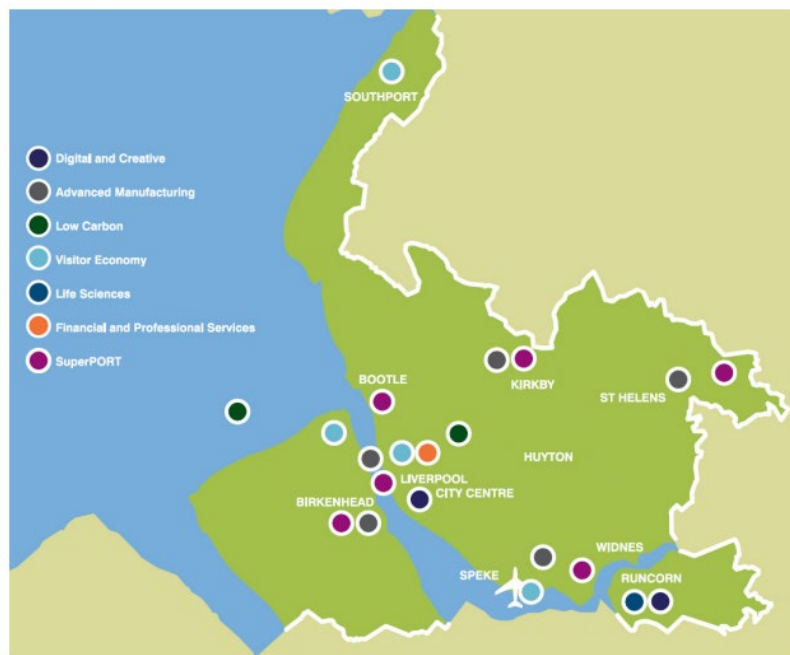 SOUTHPORT
Digital and Creative
Advanced Manufacturing
Low Carbon
Visitor Economy
Life Sciences
Financial and Professional Services
SuperPORT
BOOTLE
KIRKBY
ST HELENS
HUYTON
LIVERPOOL
CITY CENTRE
BIRKENHEAD
WIDNES
SPEKE
RUNCORN